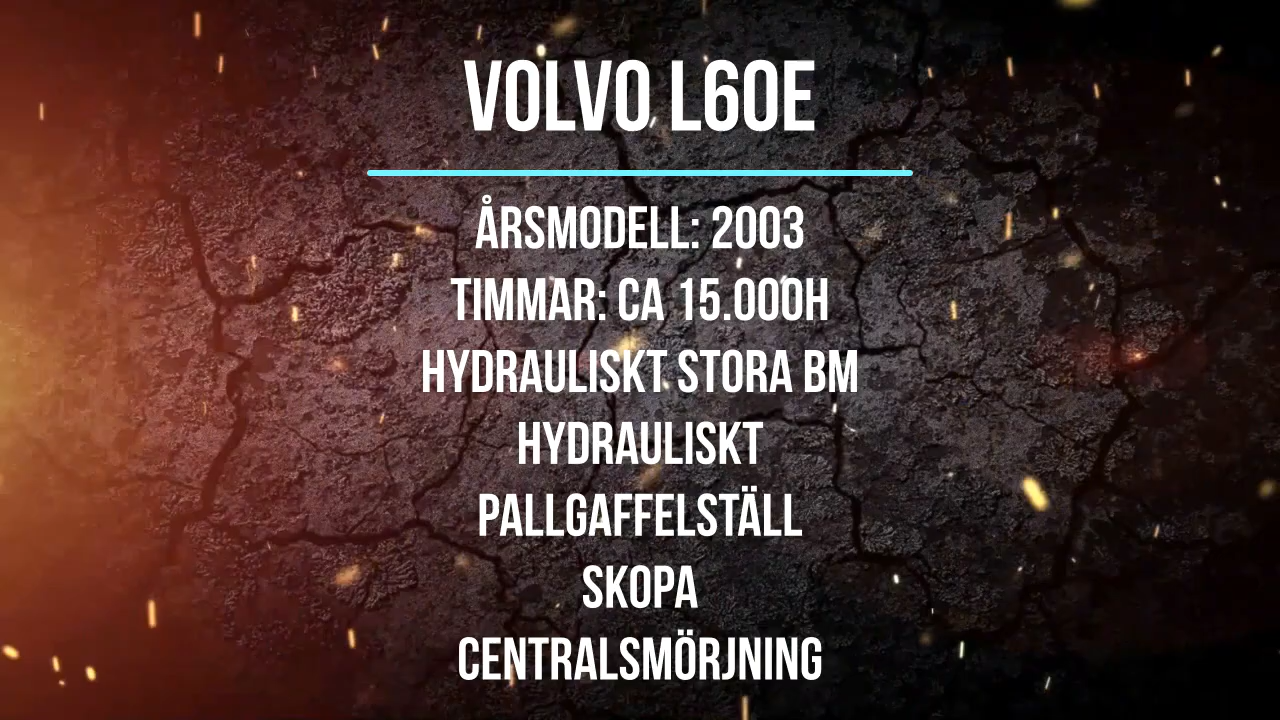 VOLVO L60E
ÅRSMODELL: 2003
TIMMAR: CA 15.000H
HYDRAULISKT STORA BM
HYDRAULISKT
PALLGAFFELSTÄLL
SKOPA
CENTRALSMÖRJNING